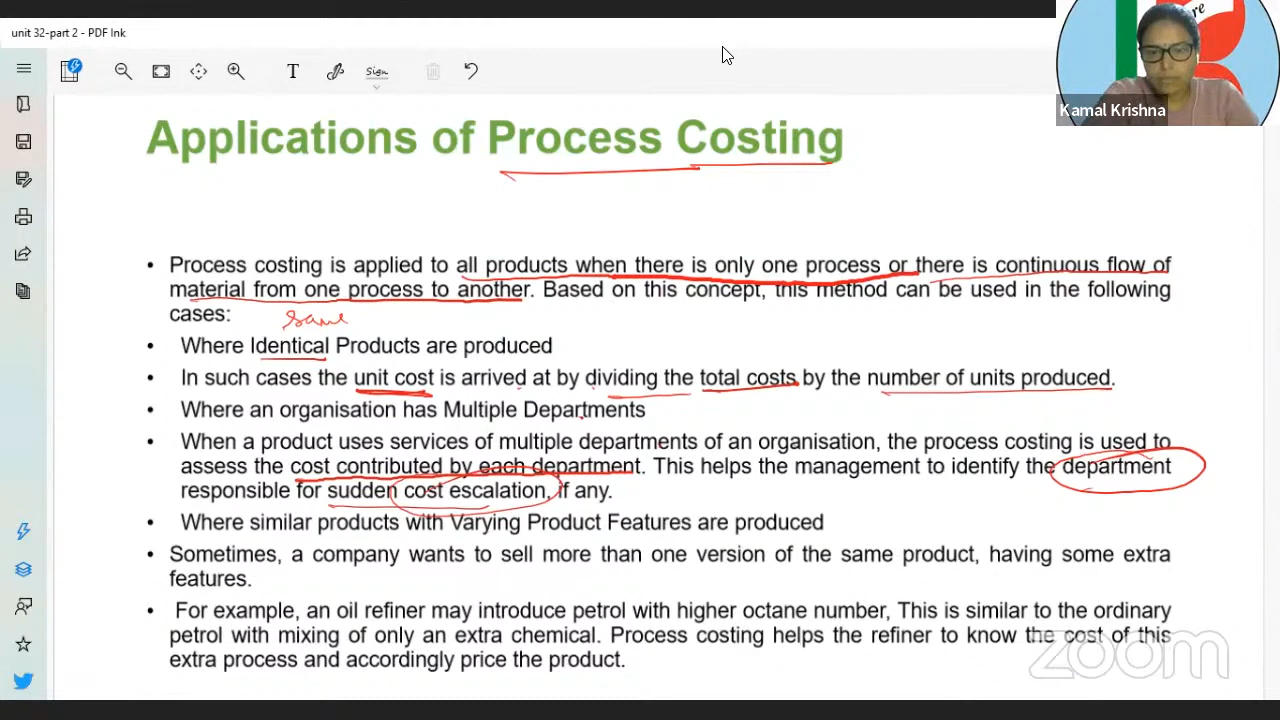 re
unit 32-part 2 - PDF Ink
T
Sign
Kamal Krishna
Applications of Process Costing
• Process costing is applied to all products when there is only one process or there is continuous flow of
material from one process to another. Based on this concept, this method can be used in the following
cases:
same
• Where Identical Products are produced
• In such cases the unit cost is arrived at by dividing the total costs by the number of units produced.
• Where an organisation has Multiple Departments
• When a product uses services of multiple departments of an organisation, the process costing is used to
assess the cost contributed by each department. This helps the management to identify the department
responsible for sudden cost escalation, if any.
• Where similar products with Varying Product Features are produced
• Sometimes, a company wants to sell more than one version of the same product, having some extra
features.
• For example, an oil refiner may introduce petrol with higher octane number, This is similar to the ordinary
petrol with mixing of only an extra chemical. Process costing helps the refiner to know the cost of this
extra process and accordingly price the product.
zoom